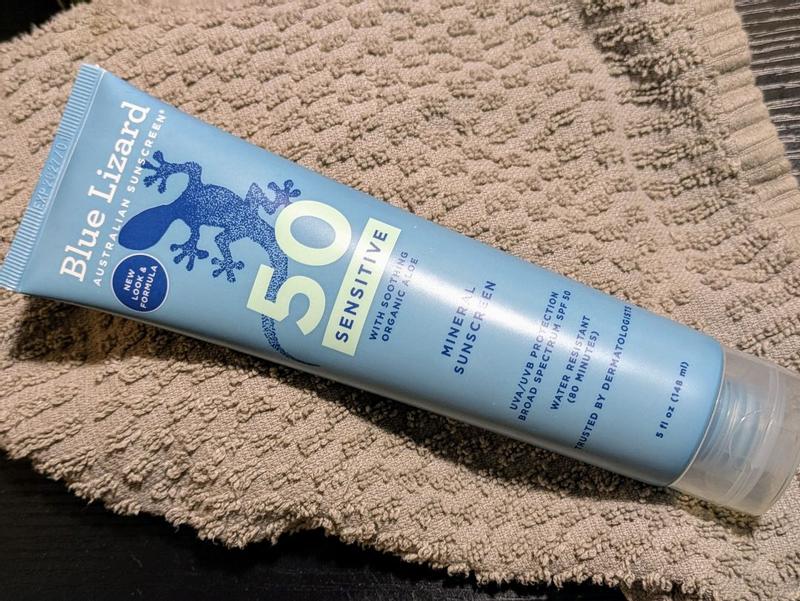 Blue Lizard
AUSTRALIAN SUNSCREEN®
NEW
LOOK &
FORMULA
50
SENSITIVE
WITH SOOTHING
ORGANIC ALOE
MINERAL
SUNSCREEN
UVA/UVB PROTECTION
BROAD SPECTRUM SPF 50
WATER RESISTANT
(80 MINUTES)
TRUSTED BY DERMATOLOGISTS
5 fl oz (148 ml)